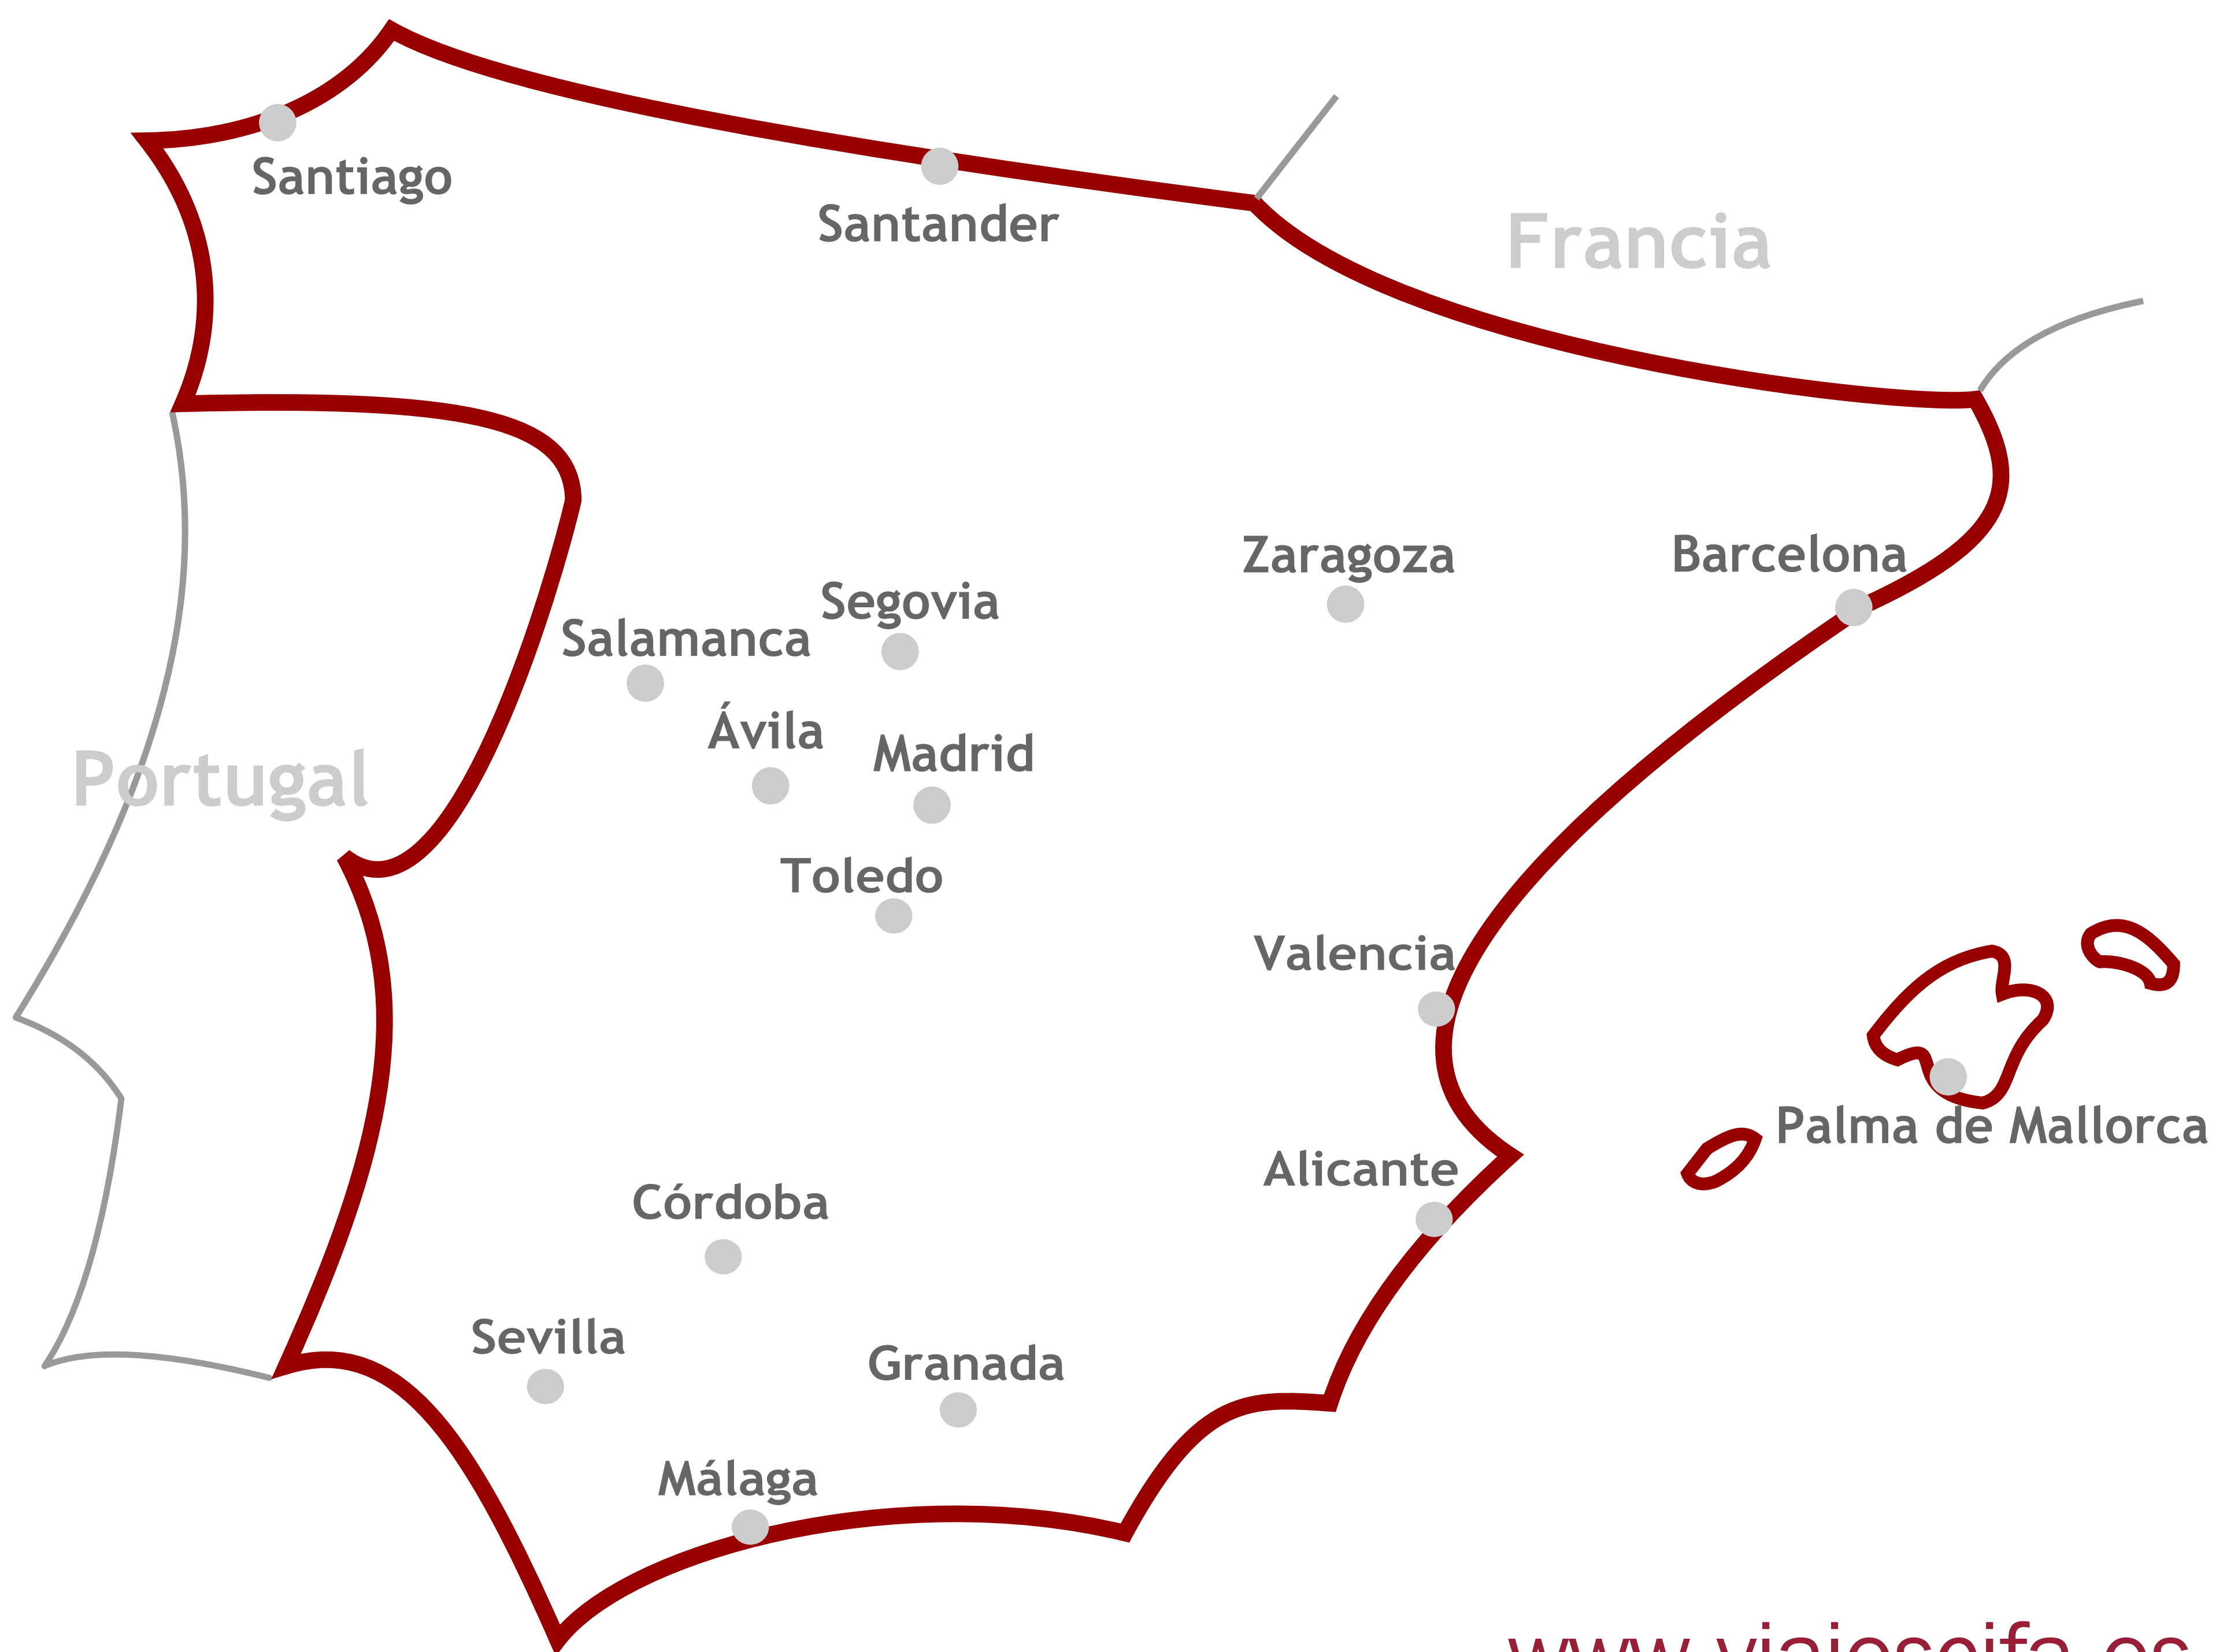 Santiago
Santander
Francia
Zaragoza
Barcelona
Segovia
Salamanca
Ávila
Madrid
Portugal
Toledo
Valencia
Palma de Mallorca
Alicante
Córdoba
Sevilla
Granada
Málaga